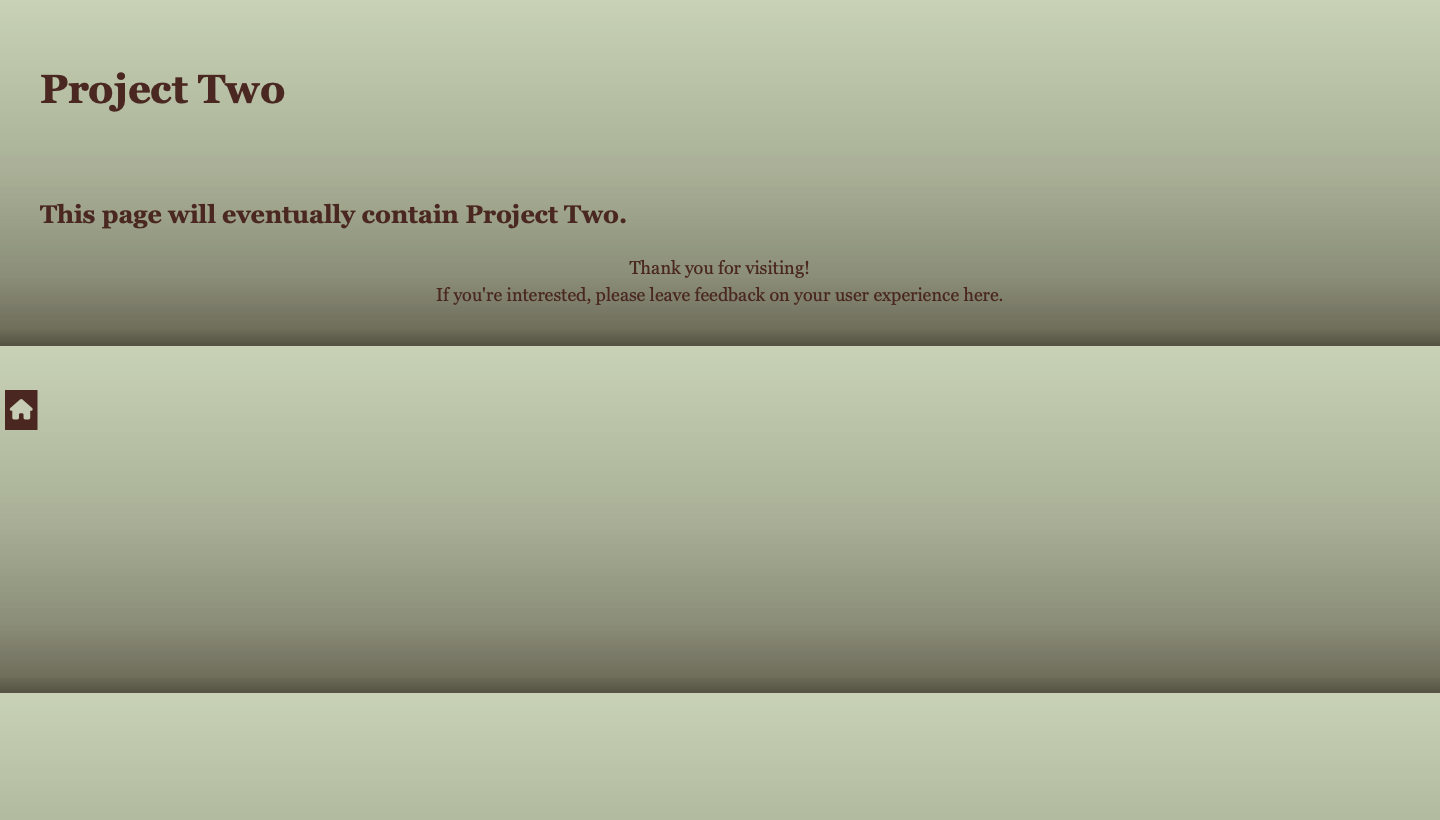 Project Two
This page will eventually contain Project Two.
Thank you for visiting!
If you're interested, please leave feedback on your user experience here.